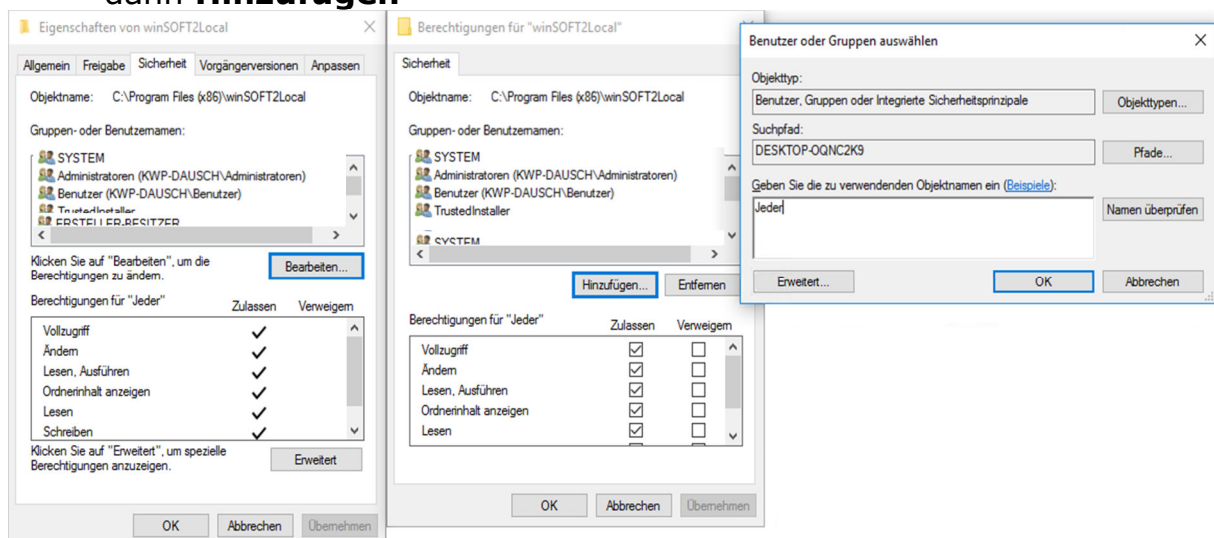 dann Hinzufügen
Eigenschaften von winSOFT2Local
Allgemein Freigabe Sicherheit Vorgängerversionen Anpassen
Objektname: C:\Program Files (x86)\winSOFT2Local
Gruppen- oder Benutzernamen:
SYSTEM
Administratoren (KWP-DAUSCH\Administratoren)
Benutzer (KWP-DAUSCH\Benutzer)
TrustedInstaller
ERSTELLER-BESITZER
Klicken Sie auf "Bearbeiten", um die
Berechtigungen zu ändern.
Bearbeiten...
Berechtigungen für "Jeder" Zulassen Verweigern
Vollzugriff
Ändern
Lesen, Ausführen
Ordnerinhalt anzeigen
Lesen
Schreiben
Klicken Sie auf "Erweitert", um spezielle
Berechtigungen anzuzeigen.
Erweitert
OK Abbrechen Übernehmen
Berechtigungen für "winSOFT2Local"
Sicherheit
Objektname: C:\Program Files (x86)\winSOFT2Local
Gruppen- oder Benutzernamen:
SYSTEM
Administratoren (KWP-DAUSCH\Administratoren)
Benutzer (KWP-DAUSCH\Benutzer)
TrustedInstaller
SYSTEM
Hinzufügen... Entfernen
Berechtigungen für "Jeder" Zulassen Verweigern
Vollzugriff
Ändern
Lesen, Ausführen
Ordnerinhalt anzeigen
Lesen
OK Abbrechen Übernehmen
Benutzer oder Gruppen auswählen
Objekttyp:
Benutzer, Gruppen oder Integrierte Sicherheitsprinzipale Objekttypen...
Suchpfad:
DESKTOP-OQNC2K9 Pfade...
Geben Sie die zu verwendenden Objektnamen ein (Beispiele):
Jeder Namen überprüfen
Erweitert... OK Abbrechen